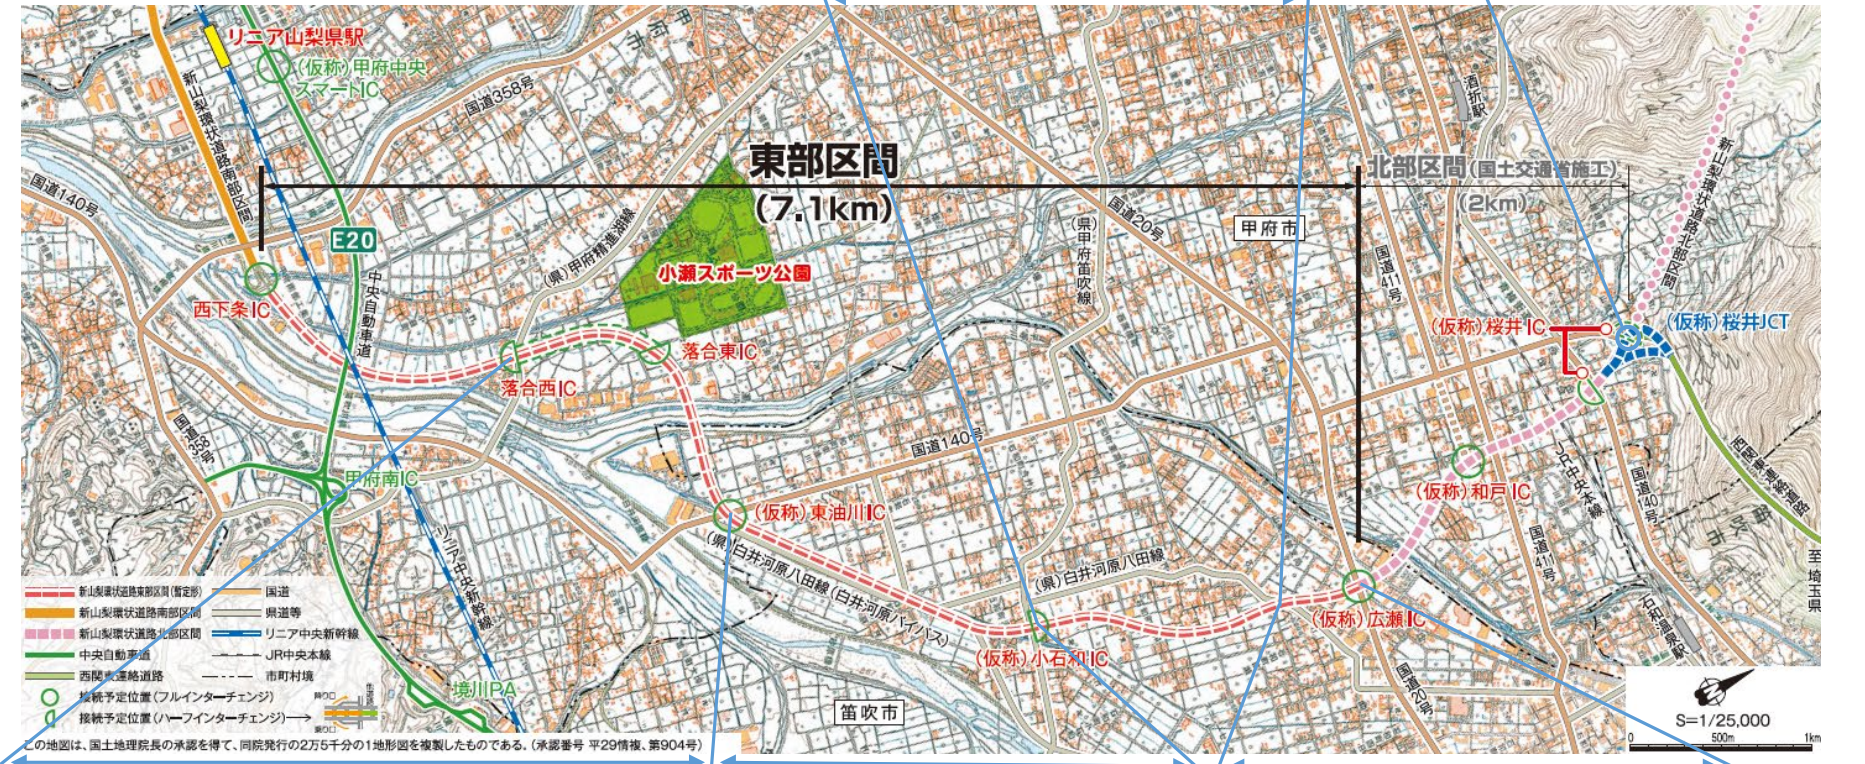 リニア山梨県駅
(仮称)甲府中央
スマートIC
新山梨環状道路南部区間
国道358号
国道140号
E20
中央自動車道
西下条IC
(県)甲府精進湖線
東部区間
(7.1km)
小瀬スポーツ公園
国道20号
(県)甲府笛吹線
甲府市
酒折駅
北部区間(国土交通省施工)
(2km)
新山梨環状道路北部区間
国道411号
(仮称)桜井IC
(仮称)桜井JCT
落合西IC
落合東IC
国道358号
甲府南IC
リニア中央新幹線
国道140号
(仮称)東油川IC
(県)白井河原八田線(白井河原バイパス)
(県)白井河原八田線
(仮称)小石和IC
(仮称)広瀬IC
(仮称)和戸IC
JR中央本線
国道140号
国道411号
西関東連絡道路
至 埼玉県
石和温泉駅
国道20号
笛吹市
境川PA
新山梨環状道路東部区間(暫定形)
国道
新山梨環状道路南部区間
県道等
新山梨環状道路北部区間
リニア中央新幹線
中央自動車道
JR中央本線
西関東連絡道路
市町村境
接続予定位置(フルインターチェンジ)
接続予定位置(ハーフインターチェンジ)
この地図は、国土地理院長の承認を得て、同院発行の2万5千分の1地形図を複製したものである。(承認番号 平29情複、第904号)
S=1/25,000
0 500m 1km